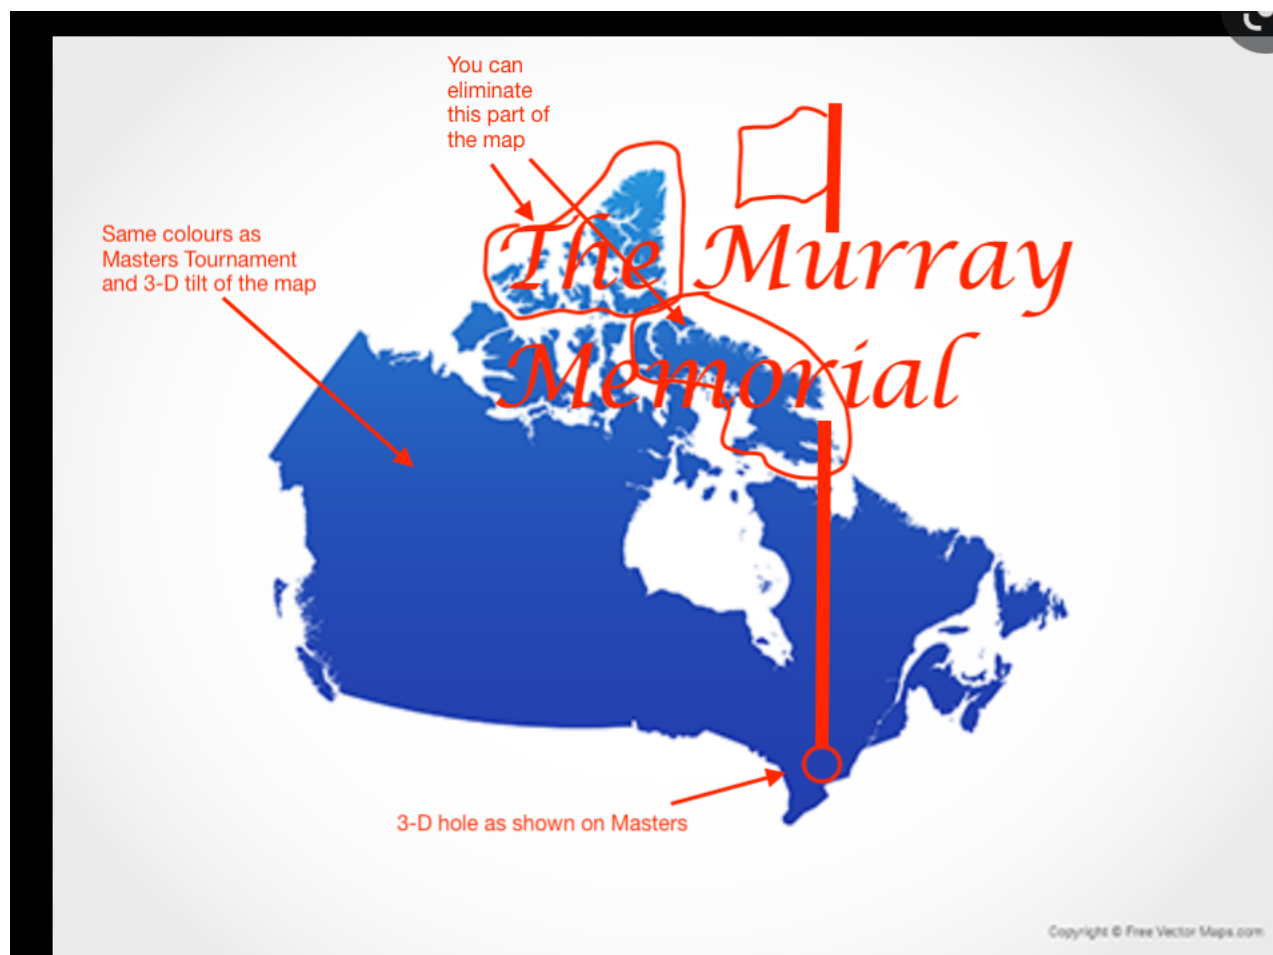 You can
eliminate
this part of
the map
Same colours as
Masters Tournament
and 3-D tilt of the map
The Murray
Memorial
3-D hole as shown on Masters
Copyright © Free Vector Maps.com